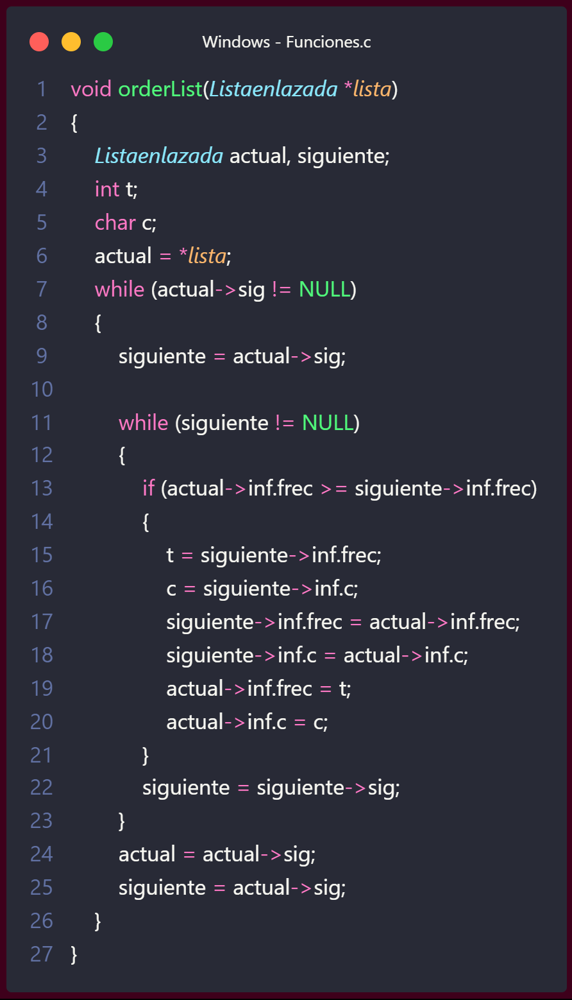 Windows - Funciones.c
1 void orderList(Listaenlazada *lista)
2 {
3 Listaenlazada actual, siguiente;
4 int t;
5 char c;
6 actual = *lista;
7 while (actual->sig != NULL)
8 {
9 siguiente = actual->sig;
10
11 while (siguiente != NULL)
12 {
13 if (actual->inf.frec >= siguiente->inf.frec)
14 {
15 t = siguiente->inf.frec;
16 c = siguiente->inf.c;
17 siguiente->inf.frec = actual->inf.frec;
18 siguiente->inf.c = actual->inf.c;
19 actual->inf.frec = t;
20 actual->inf.c = c;
21 }
22 siguiente = siguiente->sig;
23 }
24 actual = actual->sig;
25 siguiente = actual->sig;
26 }
27 }